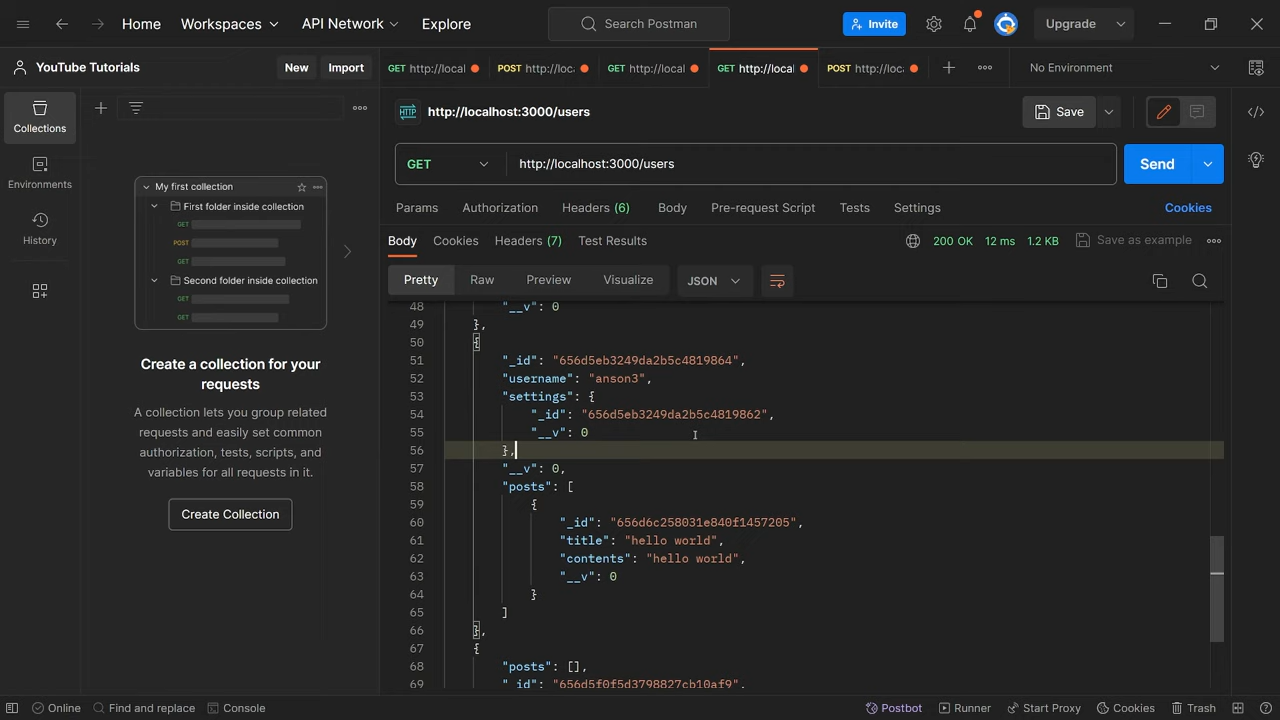 Home
Workspaces
API Network
Explore
Search Postman
Invite
Upgrade
YouTube Tutorials
New
Import
GET http://local
POST http://loc
GET http://local
GET http://local
POST http://loc
No Environment
Collections
Environments
History
My first collection
First folder inside collection
GET
POST
GET
Second folder inside collection
GET
GET
Create a collection for your
requests
A collection lets you group related
requests and easily set common
authorization, tests, scripts, and
variables for all requests in it.
Create Collection
HTTP http://localhost:3000/users
Save
GET
http://localhost:3000/users
Send
Params
Authorization
Headers (6)
Body
Pre-request Script
Tests
Settings
Cookies
Body
Cookies
Headers (7)
Test Results
200 OK
12 ms
1.2 KB
Save as example
Pretty
Raw
Preview
Visualize
JSON
48 "__v": 0
49 },
50 {
51 "_id": "656d5eb3249da2b5c4819864",
52 "username": "anson3",
53 "settings": {
54 "_id": "656d5eb3249da2b5c4819862",
55 "__v": 0
56 },
57 "__v": 0,
58 "posts": [
59 {
60 "_id": "656d6c258031e840f1457205",
61 "title": "hello world",
62 "contents": "hello world",
63 "__v": 0
64 }
65 ]
66 },
67 {
68 "posts": [],
69 "_id": "656d5f0f5d3798827cb10af9",
Online
Find and replace
Console
Postbot
Runner
Start Proxy
Cookies
Trash